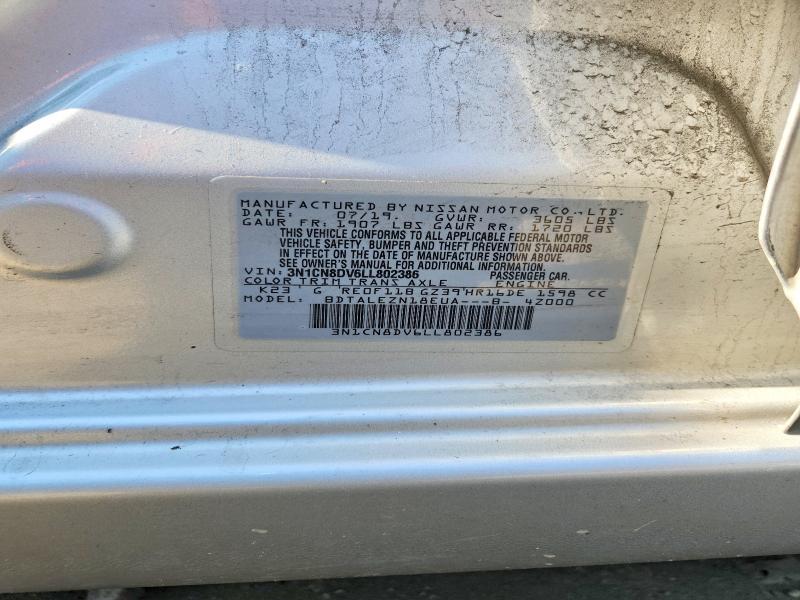 MANUFACTURED BY NISSAN MOTOR CO., LTD.
DATE: 07/19. GVWR: 3605 LBS
GAWR FR: 1907 LBS GAWR RR: 1720 LBS
THIS VEHICLE CONFORMS TO ALL APPLICABLE FEDERAL MOTOR
VEHICLE SAFETY, BUMPER AND THEFT PREVENTION STANDARDS
IN EFFECT ON THE DATE OF MANUFACTURE SHOWN ABOVE.
SEE OWNER'S MANUAL FOR ADDITIONAL INFORMATION
VIN: 3N1CN8DV6LL802386 PASSENGER CAR.
COLOR TRIM TRANS AXLE ENGINE
K23 G RE0F11B GZ39 HR16DE 1598 CC
MODEL: BDTALEZN18EUA---B- 4Z000
3N1CN8DV6LL802386